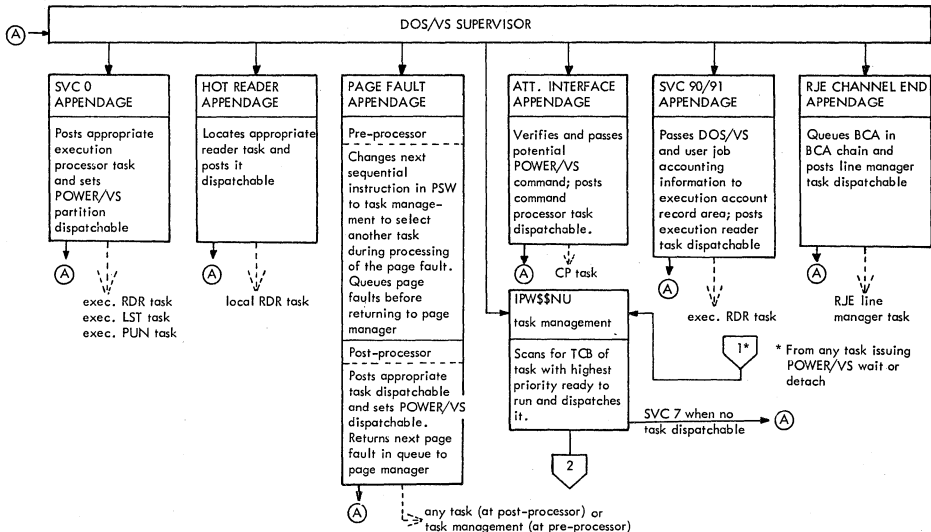 DOS/VS SUPERVISOR
A
SVC 0
APPENDAGE
Posts appropriate
execution
processor task
and sets
POWER/VS
partition
dispatchable
A
exec. RDR task
exec. LST task
exec. PUN task
HOT READER
APPENDAGE
Locates appropriate
reader task and
posts it
dispatchable
A
local RDR task
PAGE FAULT
APPENDAGE
Pre-processor
Changes next
sequential
instruction in PSW
to task manage-
ment to select
another task
during processing
of the page fault.
Queues page
faults before
returning to page
manager
Post-processor
Posts appropriate
task dispatchable
and sets POWER/VS
dispatchable.
Returns next page
fault in queue to
page manager
A
any task (at post-processor) or
task management (at pre-processor)
ATT. INTERFACE
APPENDAGE
Verifies and passes
potential
POWER/VS
command; posts
command
processor task
dispatchable.
A
CP task
IPW$$NU
task management
Scans for TCB of
task with highest
priority ready to
run and dispatches
it.
2
SVC 7 when no
task dispatchable
A
SVC 90/91
APPENDAGE
Passes DOS/VS
and user job
accounting
information to
execution account
record area; posts
execution reader
task dispatchable
A
exec. RDR task
1*
* From any task issuing
POWER/VS wait or
detach
RJE CHANNEL END
APPENDAGE
Queues BCA in
BCA chain and
posts line manager
task dispatchable
A
RJE line
manager task